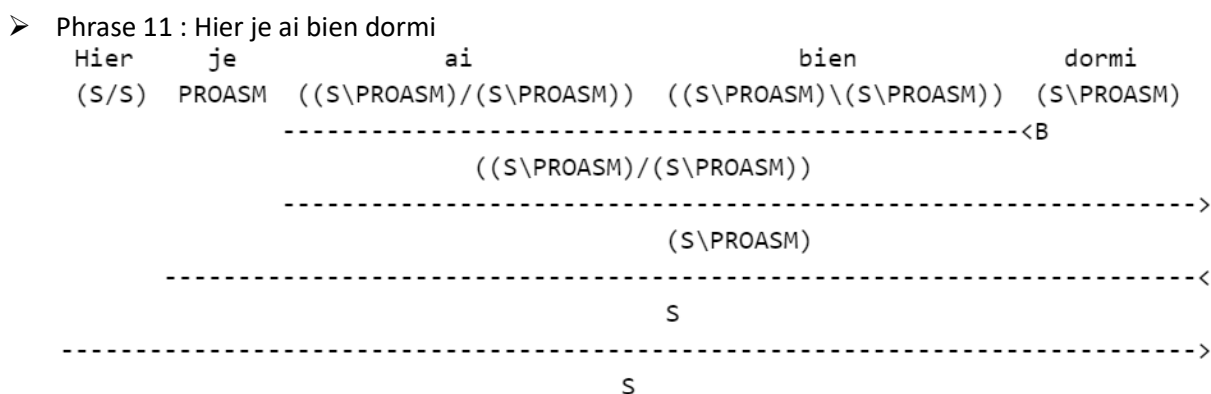 ➢ Phrase 11 : Hier je ai bien dormi
Hier je ai bien dormi
(S/S) PROASM ((S\PROASM)/(S\PROASM)) ((S\PROASM)\(S\PROASM)) (S\PROASM)
--------------------------------------------------<B
((S\PROASM)/(S\PROASM))
-------------------------------------------------------------->
(S\PROASM)
----------------------------------------------------------------------<
S
----------------------------------------------------------------------------->
S